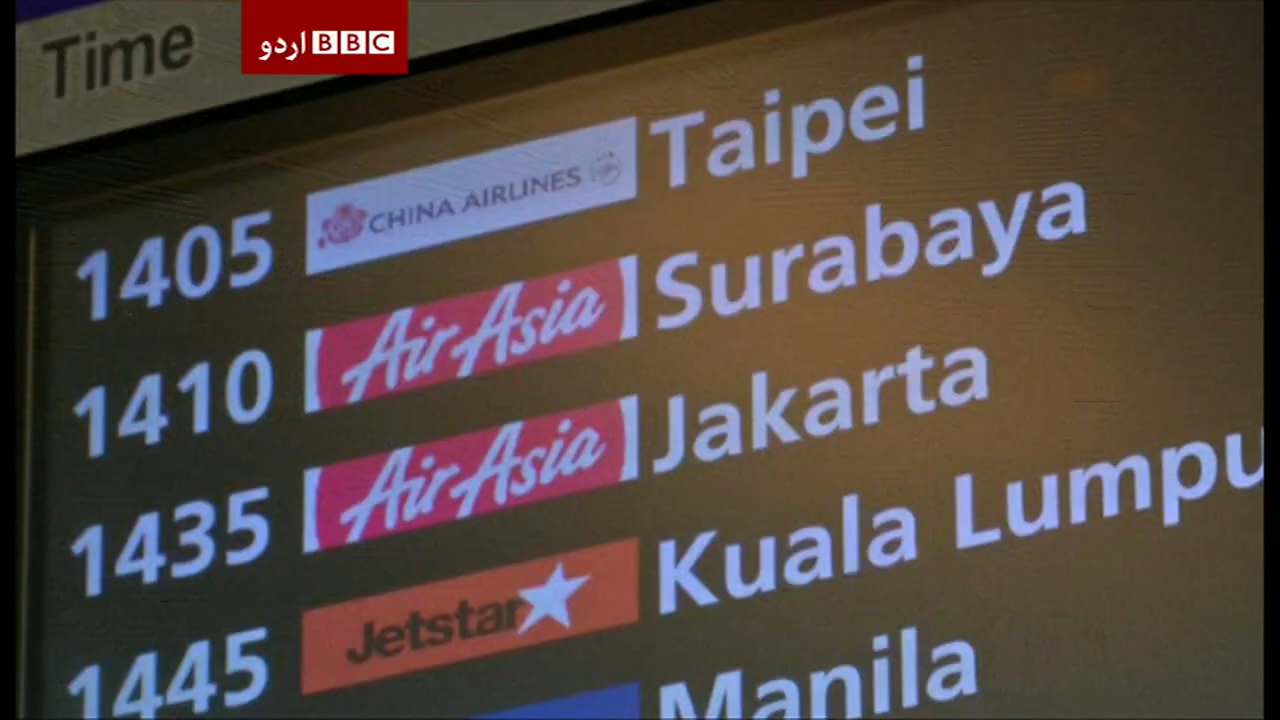 Time
BBC اردو
1405 CHINA AIRLINES Taipei
1410 AirAsia Surabaya
1435 AirAsia Jakarta
1445 Jetstar Kuala Lumpu
Manila